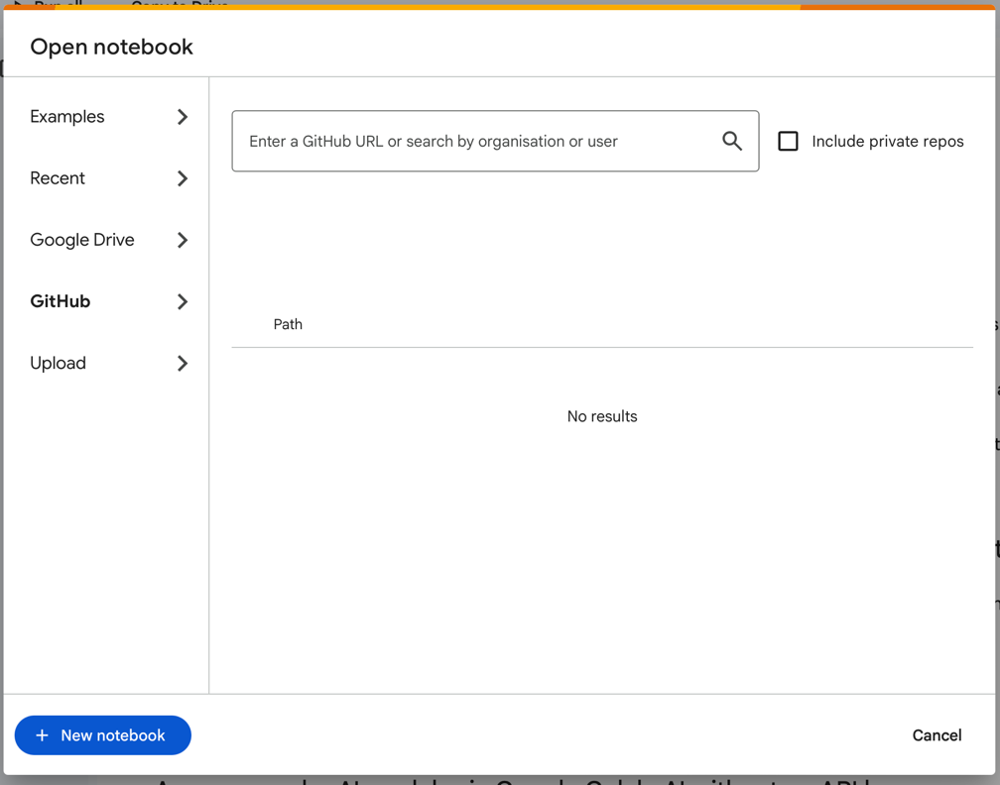 Open notebook
Examples
Recent
Google Drive
GitHub
Upload
Enter a GitHub URL or search by organisation or user
Include private repos
Path
No results
+ New notebook
Cancel